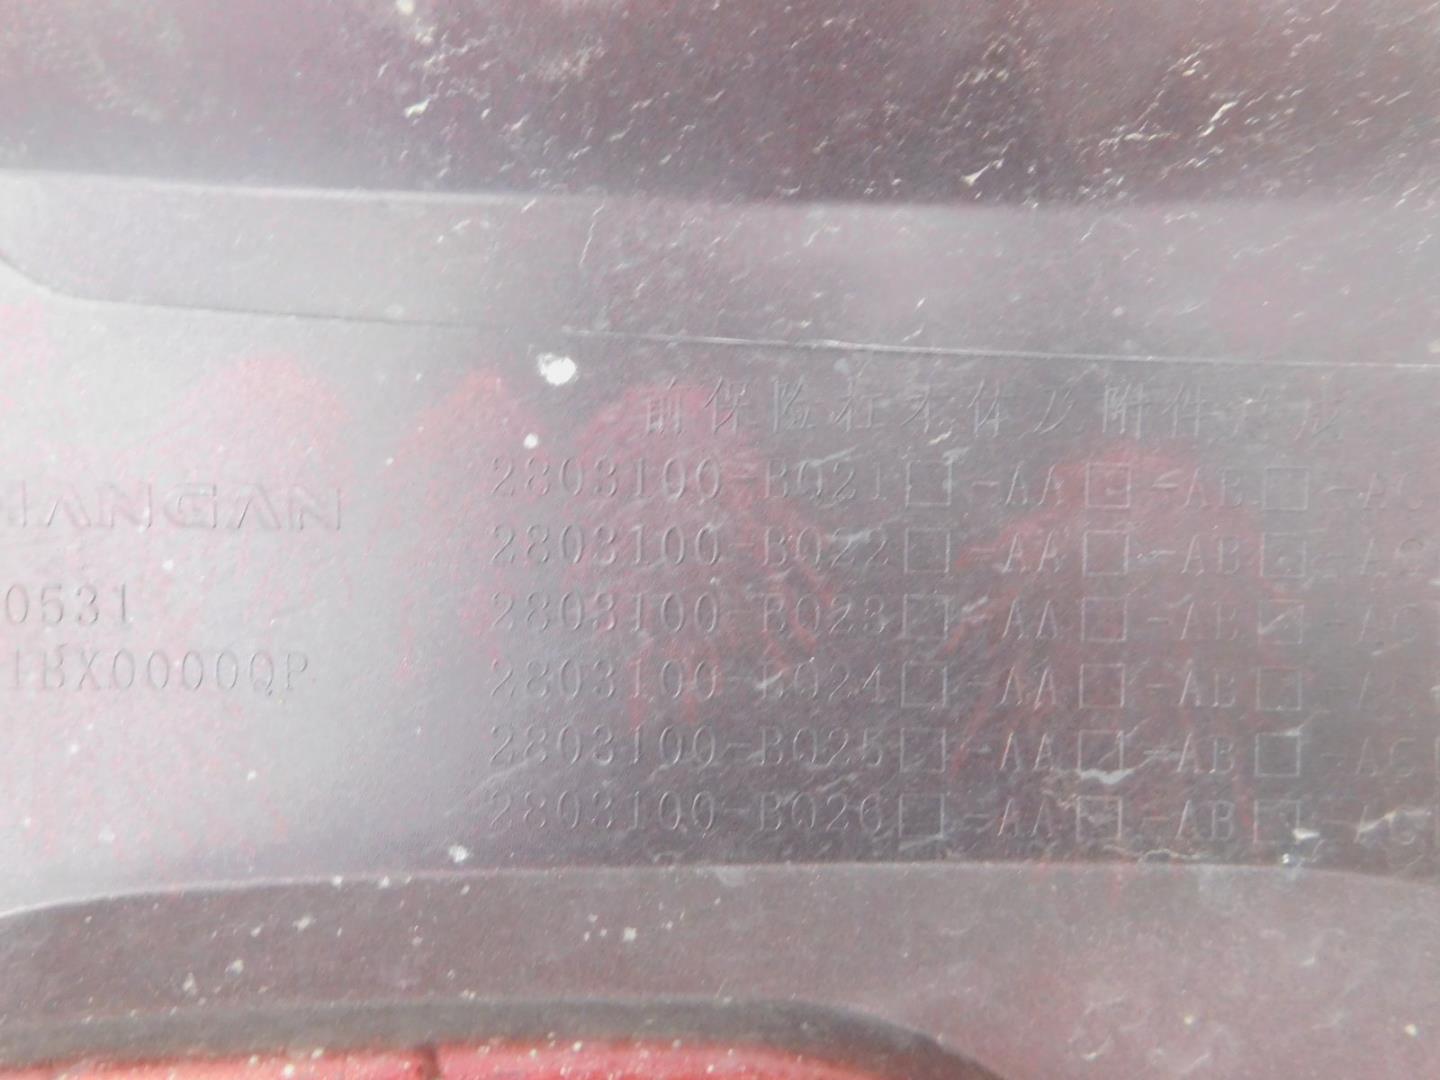 前保险杠本体及附件总成
HANGAN
2803100-BQ21□-AA□-AB□-AC
2803100-BQ22□-AA□-AB□-AC
0531
2803100-BQ23□-AA□-AB☑-AC
1BX0000QP
2803100-BQ24□-AA□-AB□-AC
2803100-BQ25□-AA□-AB□-AC
2803100-BQ26□-AA□-AB□-AC